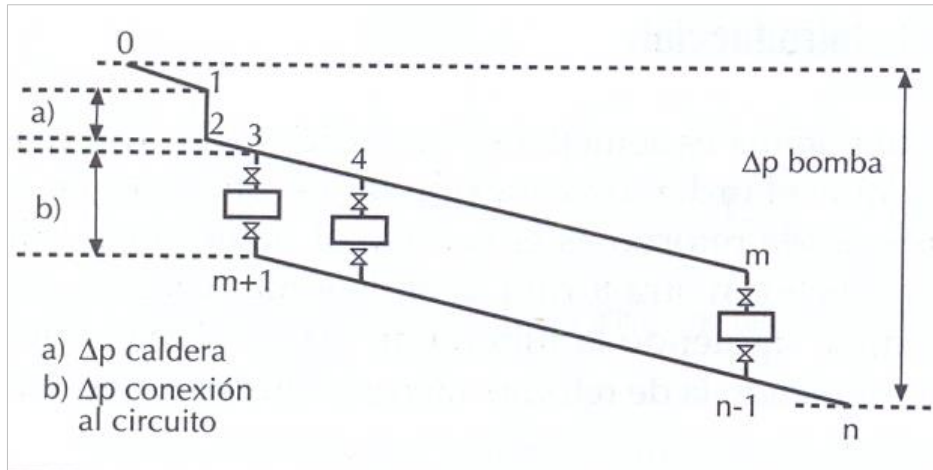 0
1
a)
2
3
4
Δp bomba
b)
m
m+1
a) Δp caldera
b) Δp conexión
al circuito
n-1
n